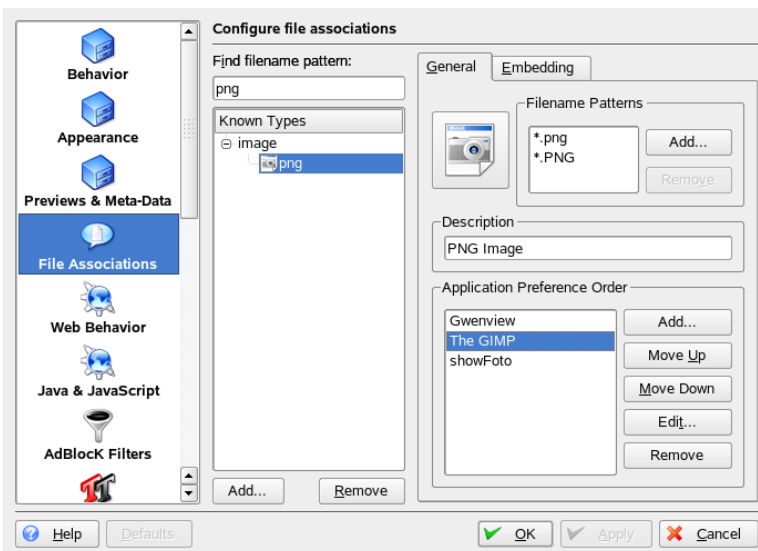 Behavior
Appearance
Previews & Meta-Data
File Associations
Web Behavior
Java & JavaScript
AdBlocK Filters
Configure file associations
Find filename pattern:
png
Known Types
image
png
Add...
Remove
General
Embedding
Filename Patterns
*.png
*.PNG
Add...
Remove
Description
PNG Image
Application Preference Order
Gwenview
The GIMP
showFoto
Add...
Move Up
Move Down
Edit...
Remove
Help
Defaults
OK
Apply
Cancel